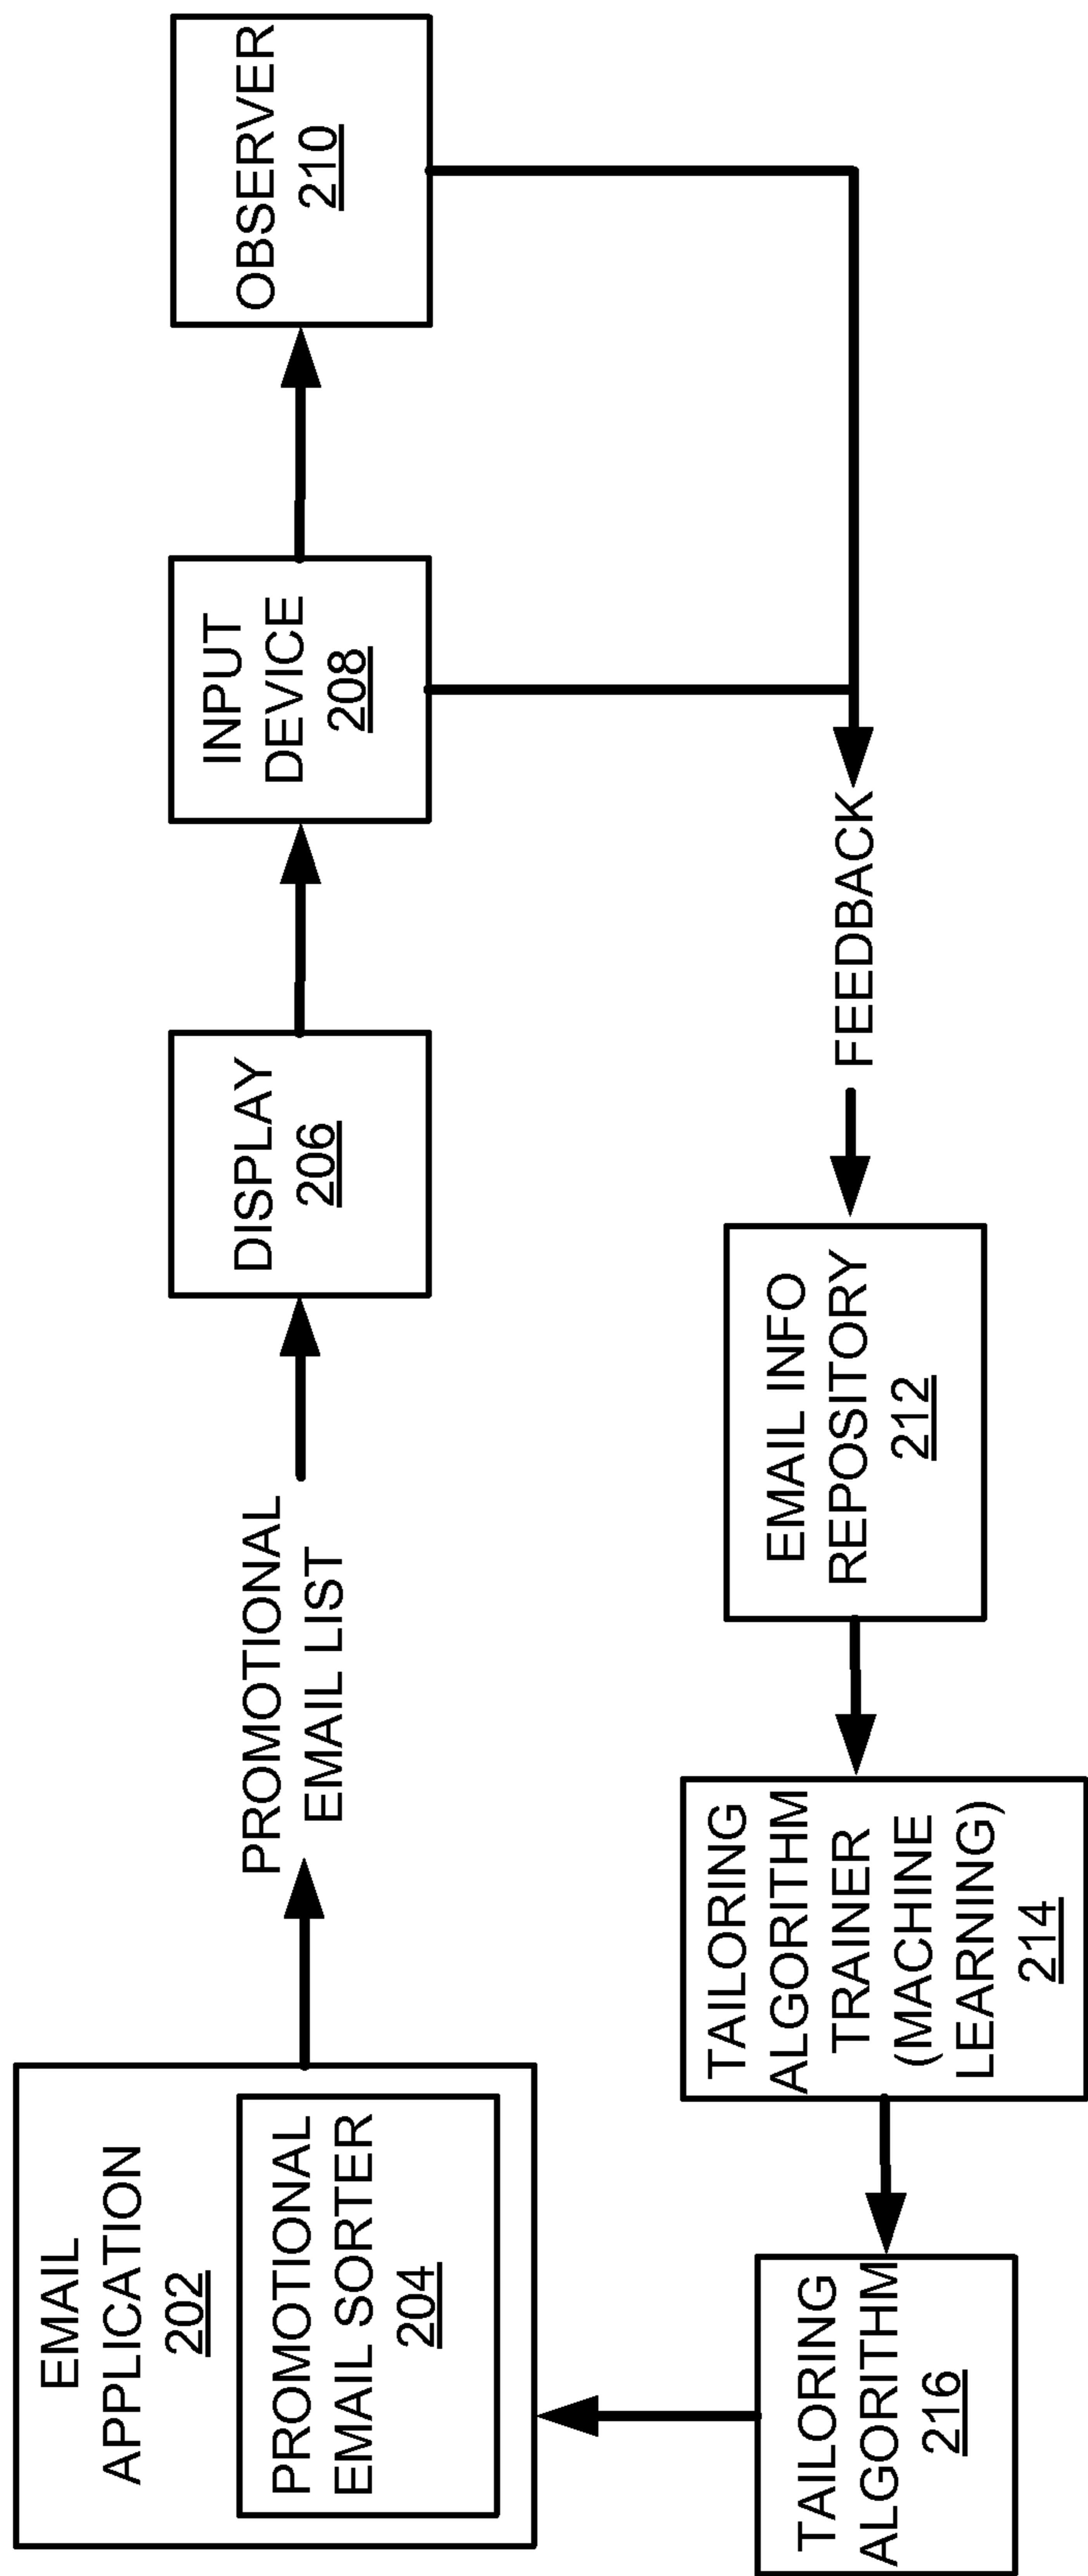 EMAIL
APPLICATION
202
PROMOTIONAL
EMAIL SORTER
204
PROMOTIONAL
EMAIL LIST
DISPLAY
206
INPUT
DEVICE
208
OBSERVER
210
FEEDBACK
EMAIL INFO
REPOSITORY
212
TAILORING
ALGORITHM
TRAINER
(MACHINE
LEARNING)
214
TAILORING
ALGORITHM
216